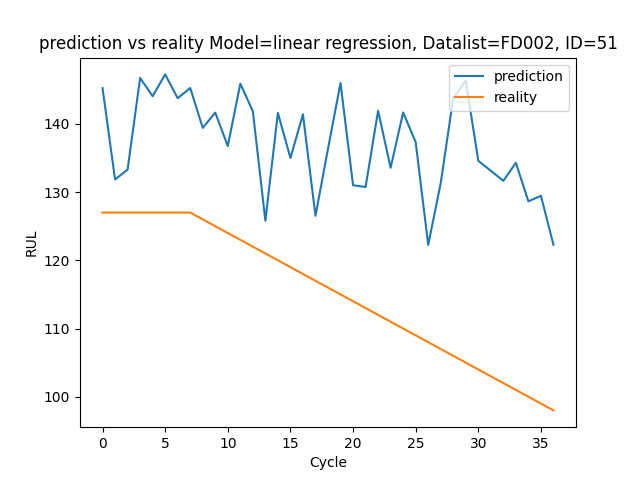 prediction vs reality Model=linear regression, Datalist=FD002, ID=51
prediction
reality
RUL
140
130
120
110
100
0 5 10 15 20 25 30 35
Cycle